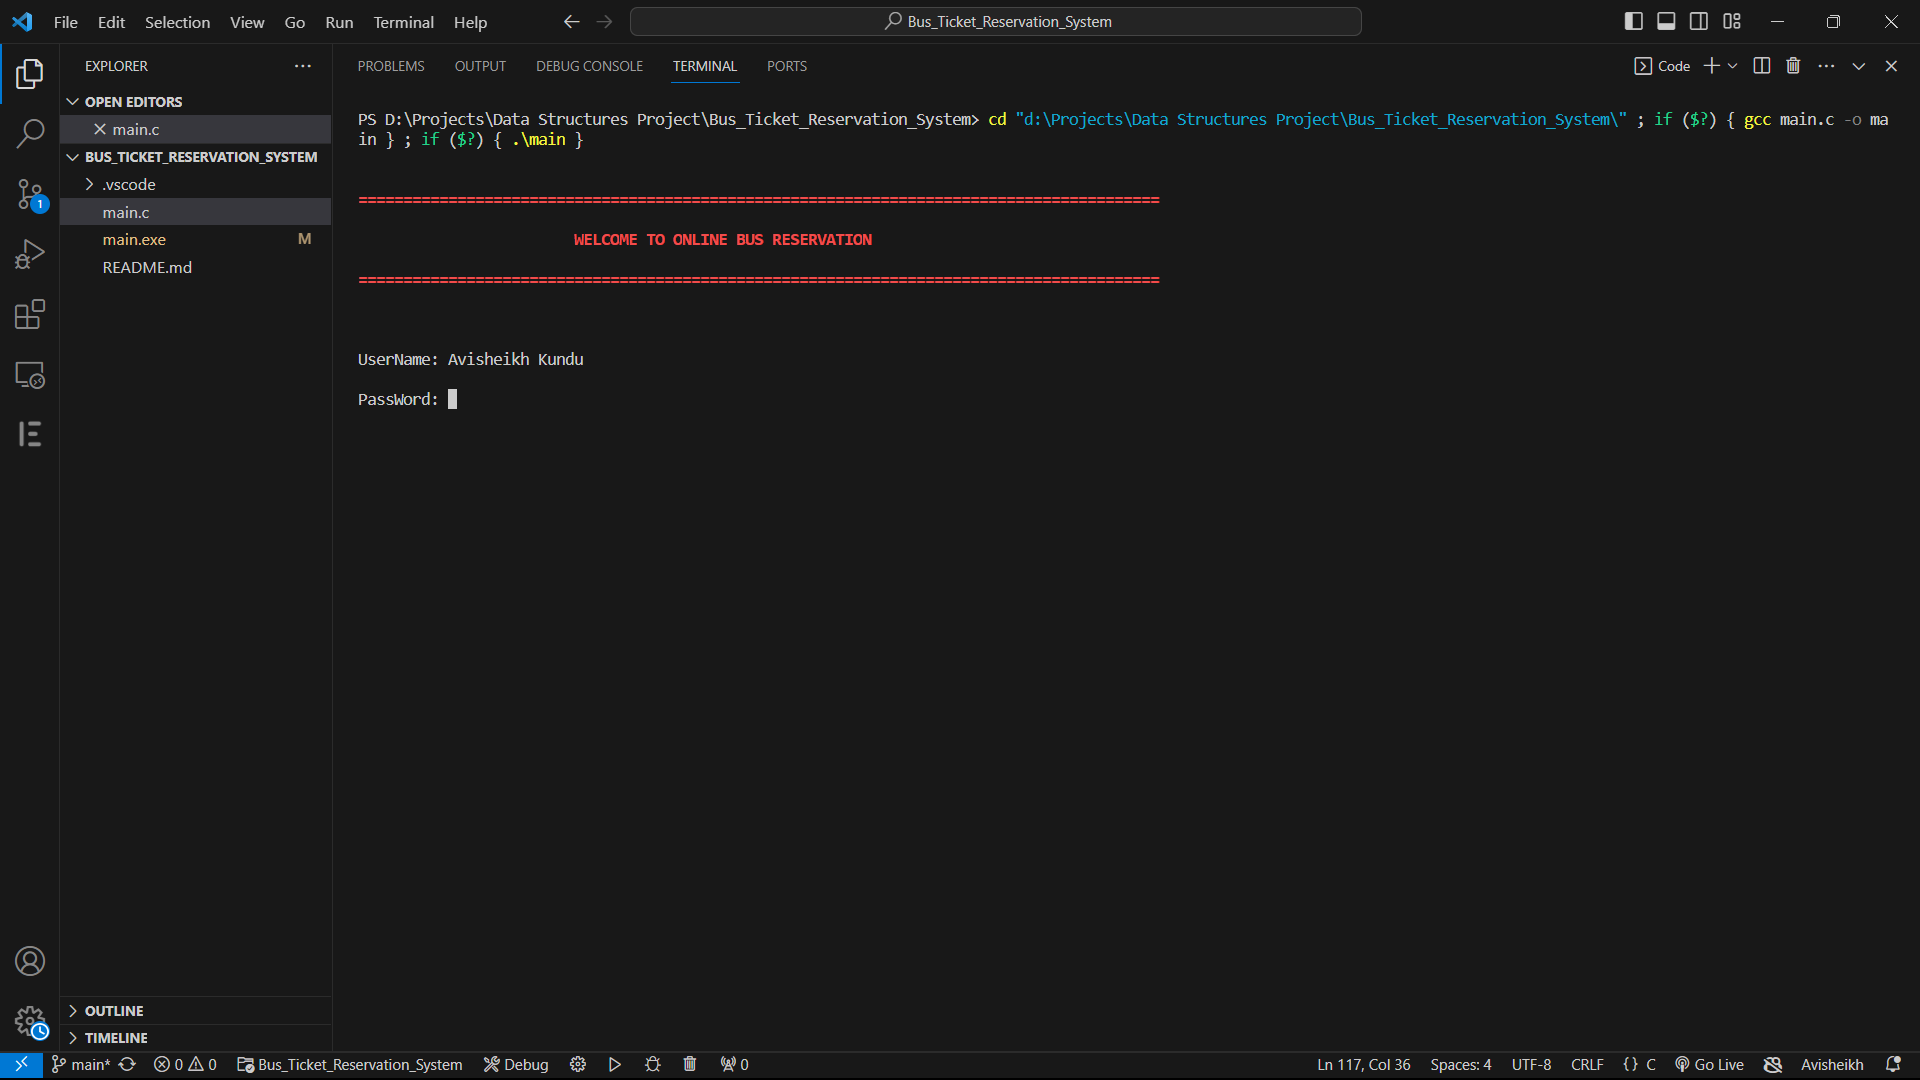 File Edit Selection View Go Run Terminal Help
Bus_Ticket_Reservation_System
EXPLORER
OPEN EDITORS
main.c
BUS_TICKET_RESERVATION_SYSTEM
.vscode
main.c
main.exe M
README.md
OUTLINE
TIMELINE
1
PROBLEMS OUTPUT DEBUG CONSOLE TERMINAL PORTS
Code
PS D:\Projects\Data Structures Project\Bus_Ticket_Reservation_System> cd "d:\Projects\Data Structures Project\Bus_Ticket_Reservation_System\" ; if ($?) { gcc main.c -o ma
in } ; if ($?) { .\main }
=========================================================================================
WELCOME TO ONLINE BUS RESERVATION
=========================================================================================
UserName: Avisheikh Kundu
PassWord:
main* 0 0 Bus_Ticket_Reservation_System Debug 0 Ln 117, Col 36 Spaces: 4 UTF-8 CRLF {} C Go Live Avisheikh